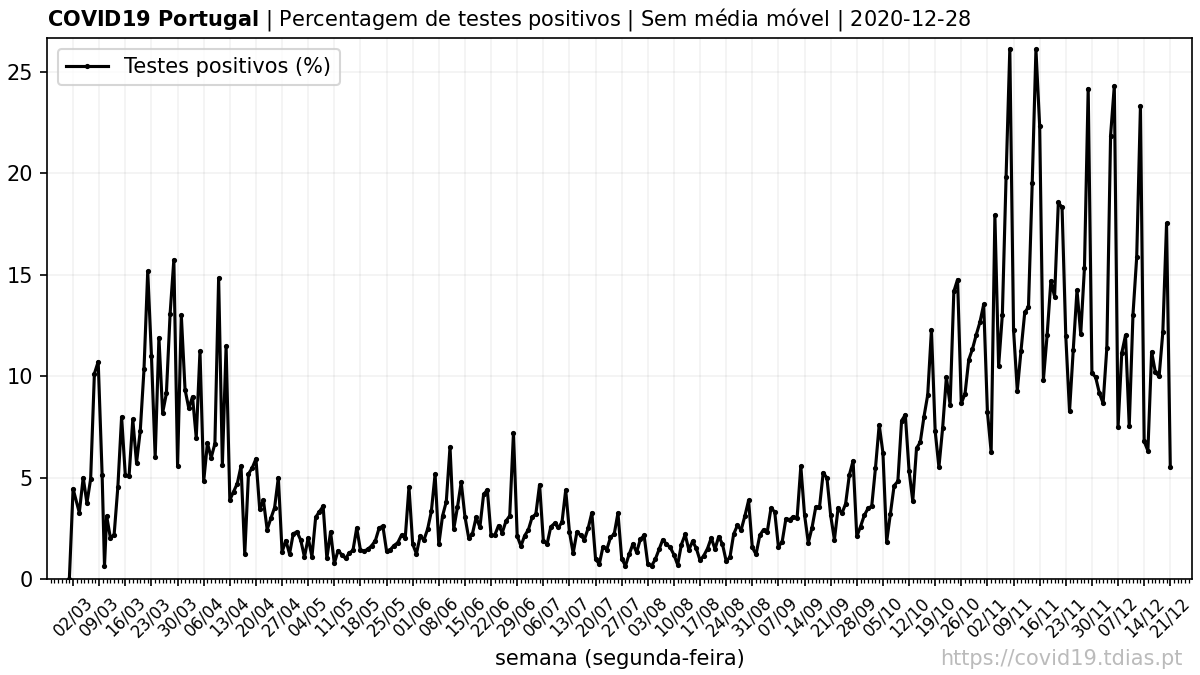 COVID19 Portugal | Percentagem de testes positivos | Sem média móvel | 2020-12-28
Testes positivos (%)
25
20
15
10
5
0
02/03 09/03 16/03 23/03 30/03 06/04 13/04 20/04 27/04 04/05 11/05 18/05 25/05 01/06 08/06 15/06 22/06 29/06 06/07 13/07 20/07 27/07 03/08 10/08 17/08 24/08 31/08 07/09 14/09 21/09 28/09 05/10 12/10 19/10 26/10 02/11 09/11 16/11 23/11 30/11 07/12 14/12 21/12
semana (segunda-feira)
https://covid19.tdias.pt